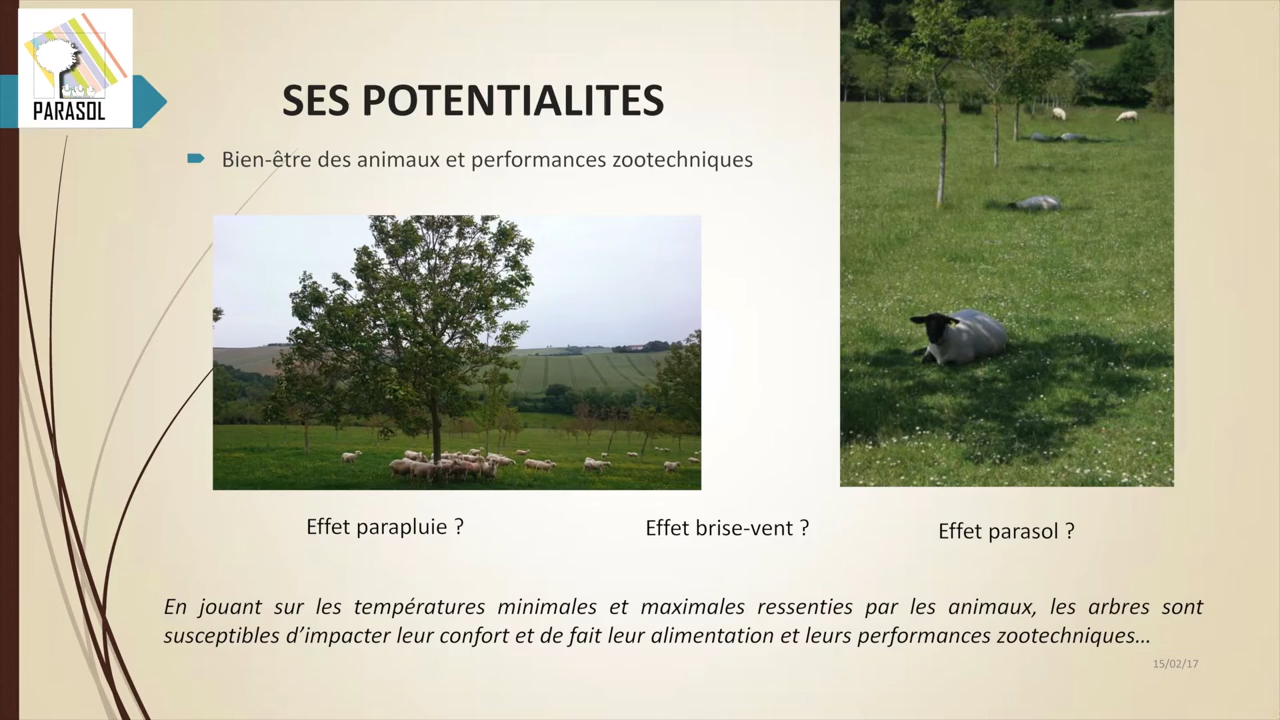 PARASOL
SES POTENTIALITES
Bien-être des animaux et performances zootechniques
Effet parapluie ?
Effet brise-vent ?
Effet parasol ?
En jouant sur les températures minimales et maximales ressenties par les animaux, les arbres sont
susceptibles d’impacter leur confort et de fait leur alimentation et leurs performances zootechniques…
15/02/17